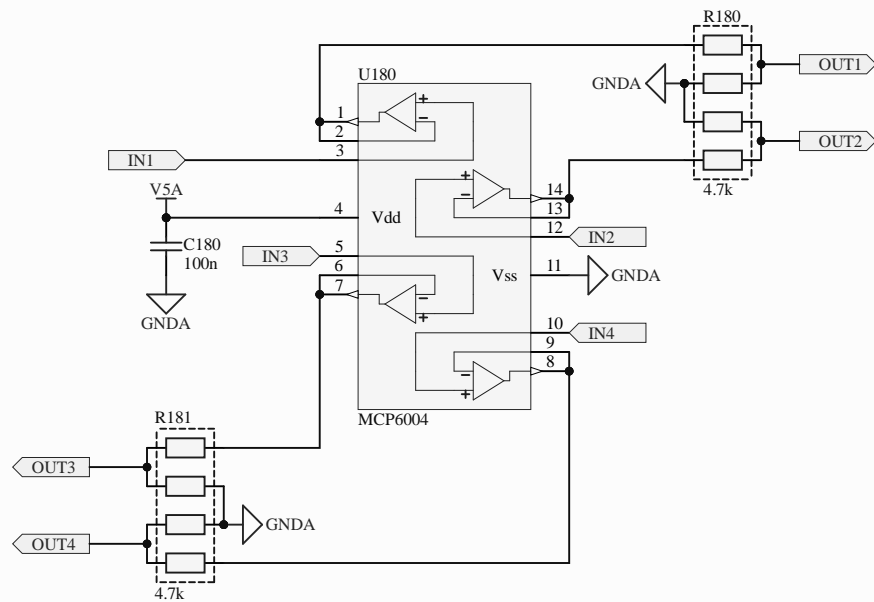 R180
OUT1
GNDA
OUT2
4.7k
U180
1
2
3
IN1
14
13
12
IN2
V5A
4
Vdd
C180
100n
GNDA
IN3
5
6
7
Vss
11
GNDA
10
IN4
9
8
MCP6004
R181
OUT3
GNDA
OUT4
4.7k